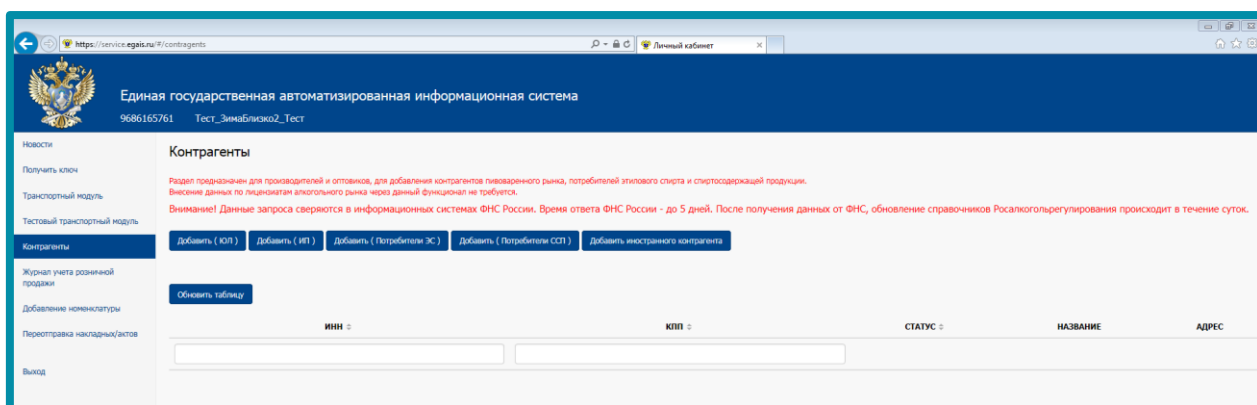 https://service.egais.ru/#/contragents
Личный кабинет
Единая государственная автоматизированная информационная система
9686165761 Тест_ЗимаБлизко2_Тест
Новости
Получить ключ
Транспортный модуль
Тестовый транспортный модуль
Контрагенты
Журнал учета розничной
продажи
Добавление номенклатуры
Переотправка накладных/актов
Выход
Контрагенты
Раздел предназначен для производителей и оптовиков, для добавления контрагентов пивоваренного рынка, потребителей этилового спирта и спиртосодержащей продукции.
Внесение данных по лицензиатам алкогольного рынка через данный функционал не требуется.
Внимание! Данные запроса сверяются в информационных системах ФНС России. Время ответа ФНС России - до 5 дней. После получения данных от ФНС, обновление справочников Росалкогольрегулирования происходит в течение суток.
Добавить ( ЮЛ ) Добавить ( ИП ) Добавить ( Потребители ЭС ) Добавить ( Потребители ССП ) Добавить иностранного контрагента
Обновить таблицу
ИНН КПП СТАТУС НАЗВАНИЕ АДРЕС